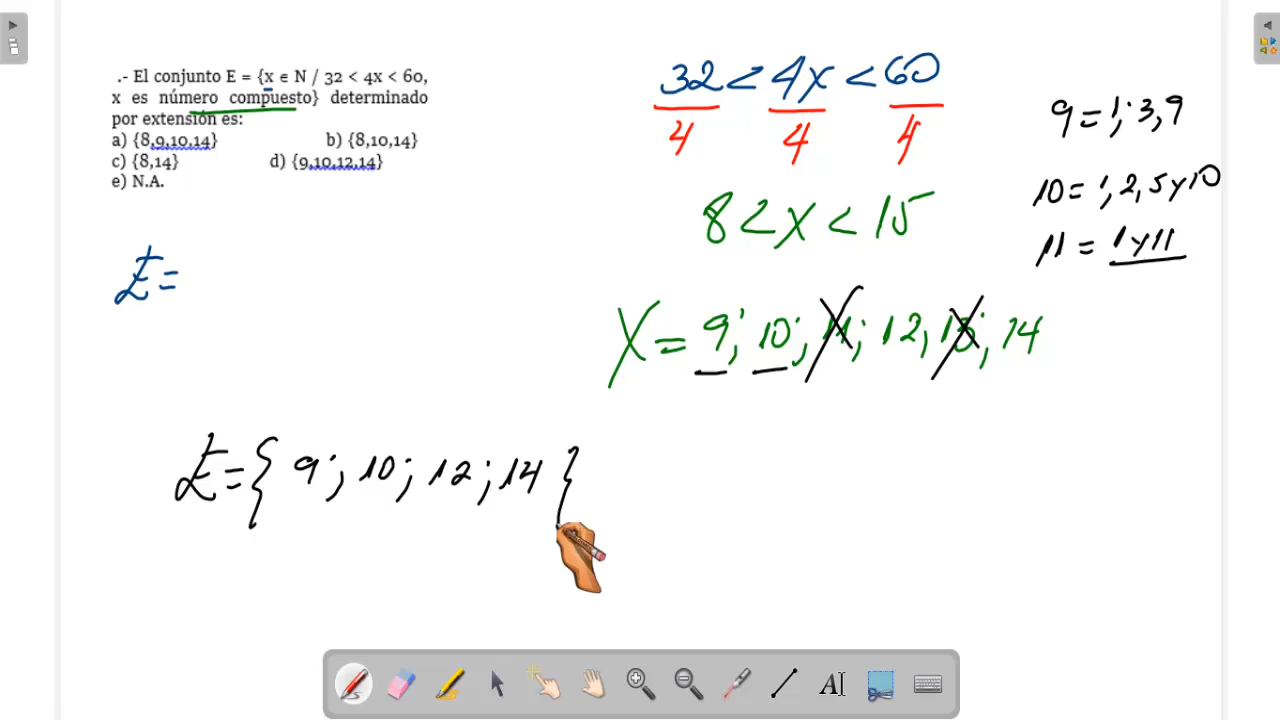 .- El conjunto E = {x ∈ N / 32 < 4x < 60,
x es número compuesto} determinado
por extensión es:
a) {8,9,10,14} b) {8,10,14}
c) {8,14} d) {9,10,12,14}
e) N.A.
E=
32 < 4x < 60
4 4 4
8 < x < 15
X = 9; 10; 11; 12, 13; 14
9 = 1; 3, 9
10 = 1, 2, 5 y 10
11 = 1 y 11
E = { 9 ; 10 ; 12 ; 14 }
A